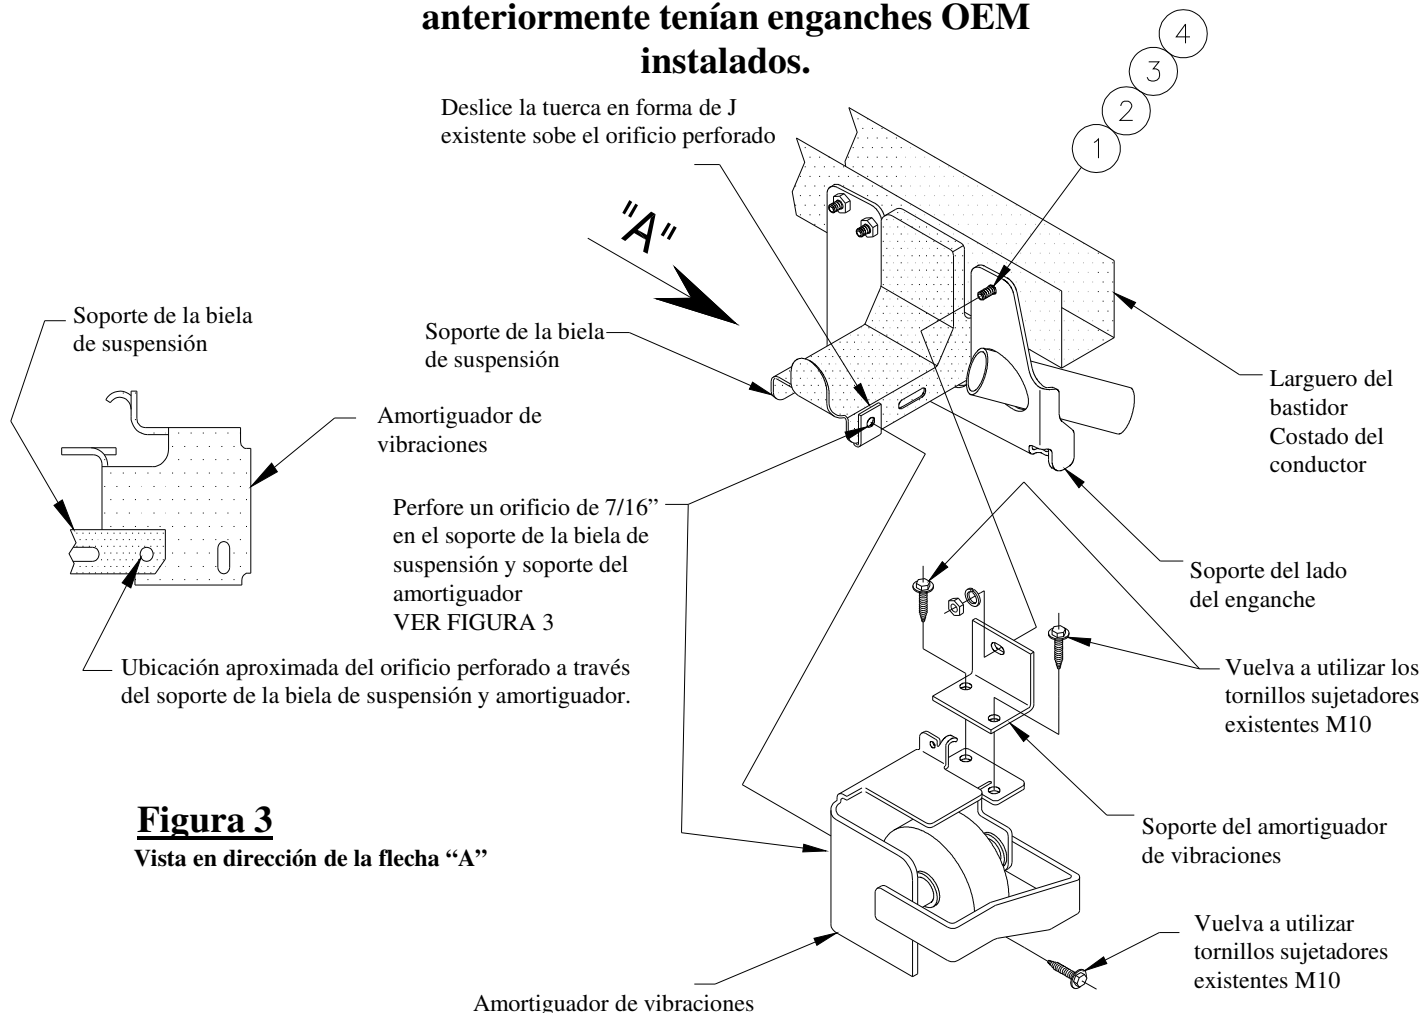 anteriormente tenían enganches OEM
instalados.
4
3
2
1
Deslice la tuerca en forma de J
existente sobe el orificio perforado
"A"
Soporte de la biela
de suspensión
Soporte de la biela
de suspensión
Amortiguador de
vibraciones
Larguero del
bastidor
Costado del
conductor
Perfore un orificio de 7/16”
en el soporte de la biela de
suspensión y soporte del
amortiguador
VER FIGURA 3
Soporte del lado
del enganche
Ubicación aproximada del orificio perforado a través
del soporte de la biela de suspensión y amortiguador.
Vuelva a utilizar los
tornillos sujetadores
existentes M10
Figura 3
Vista en dirección de la flecha “A”
Soporte del amortiguador
de vibraciones
Vuelva a utilizar
tornillos sujetadores
existentes M10
Amortiguador de vibraciones